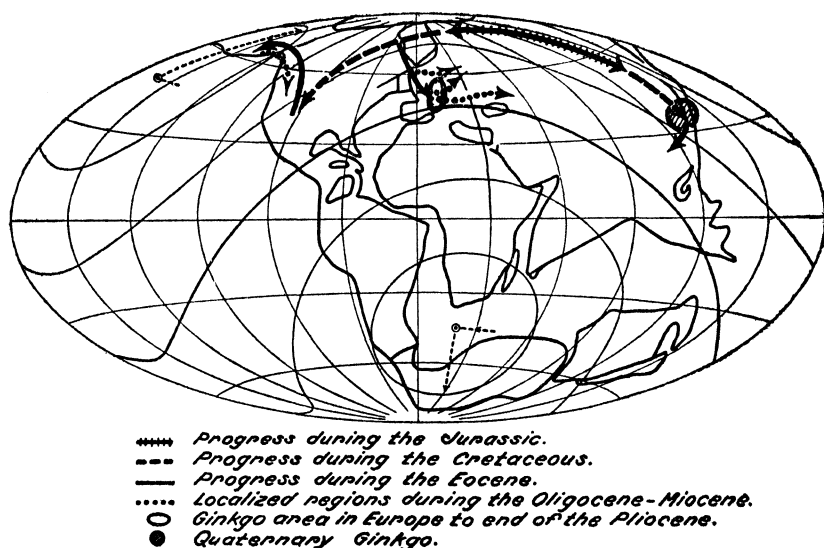 Progress during the Jurassic.
Progress during the Cretaceous.
Progress during the Eocene.
Localized regions during the Oligocene-Miocene.
Ginkgo area in Europe to end of the Pliocene.
Quaternary Ginkgo.